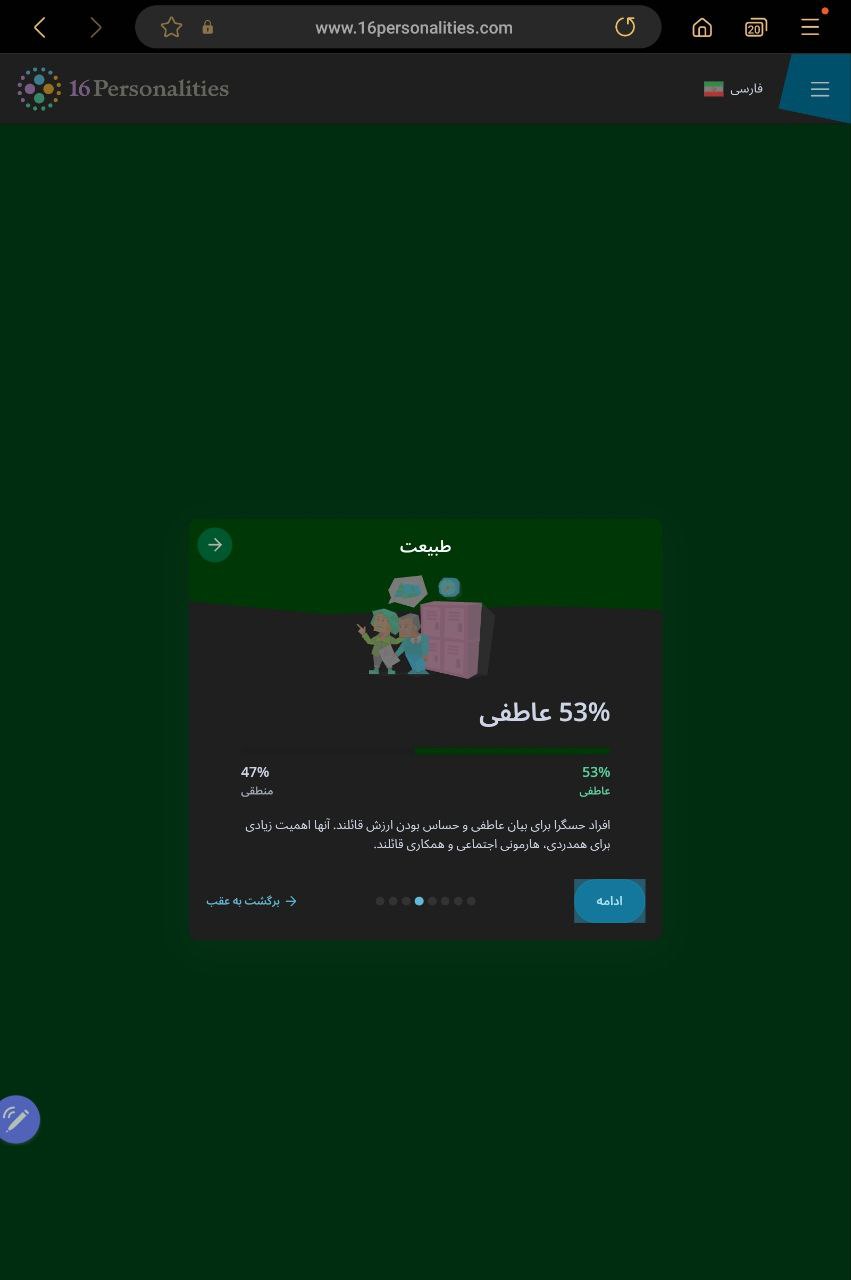 www.16personalities.com
20
16Personalities
فارسی
طبیعت
53% عاطفی
53%
47%
عاطفی
منطقی
افراد حسگرا برای بیان عاطفی و حساس بودن ارزش قائلند. آنها اهمیت زیادی
برای همدردی، هارمونی اجتماعی و همکاری قائلند.
ادامه
برگشت به عقب